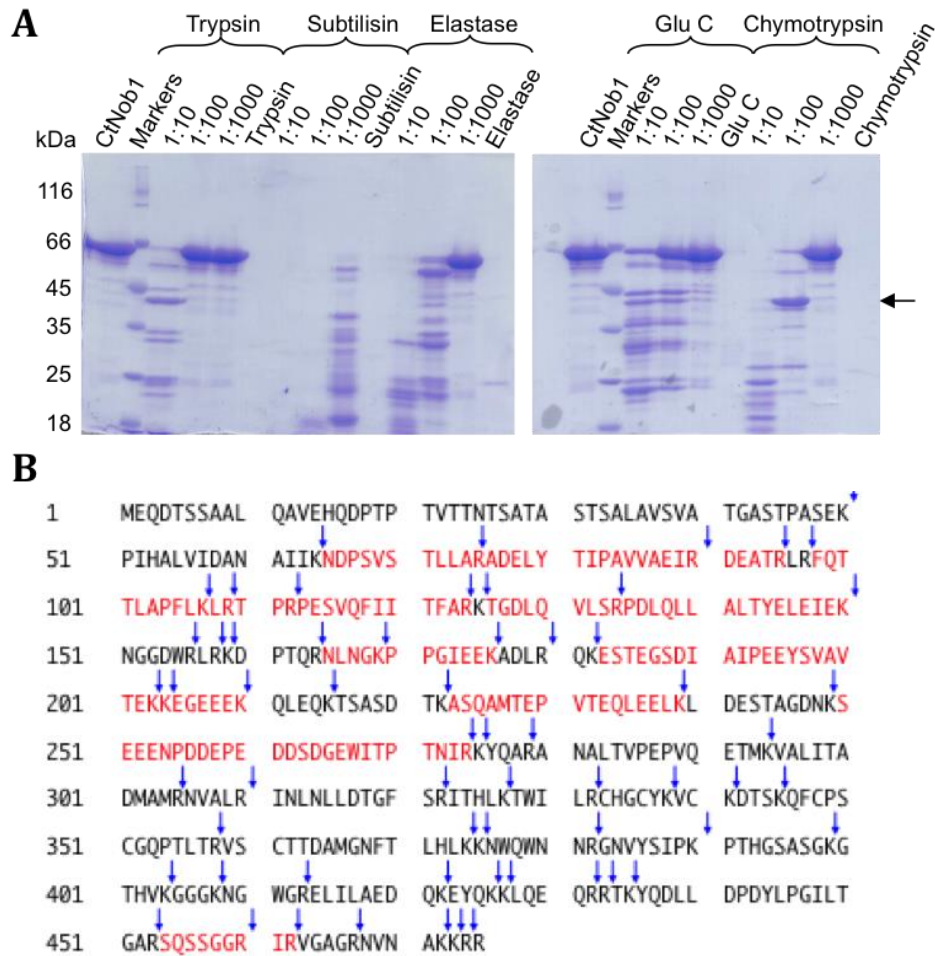 A
Trypsin Subtilisin Elastase Glu C Chymotrypsin
CtNob1 Markers 1:10 1:100 1:1000 Trypsin 1:10 1:100 1:1000 Subtilisin 1:10 1:100 1:1000 Elastase CtNob1 Markers 1:10 1:100 1:1000 Glu C 1:10 1:100 1:1000 Chymotrypsin
kDa
116
66
45
35
25
18
B
1 MEQDTSSAAL QAVEHQDPTP TVTTNTSATA STSALAVSVA TGASTPASEK
51 PIHALVIDAN AIIKNDPSVS TLLARADELY TIPAVVAEIR DEATRLRFQT
101 TLAPFLKLRT PRPESVQFII TFARKTGDLQ VLSRPDLQLL ALTYELEIEK
151 NGGDWRLRKD PTQRNLNGKP PGIEEKADLR QKESTEGSDI AIPEEYSVAV
201 TEKKEGEEEK QLEQKTSASD TKASQAMTEP VTEQLEELKL DESTAGDNKS
251 EEENPDDEPE DDSDGEWITP TNIRKYQARA NALTVPEPVQ ETMKVALITA
301 DMAMRNVALR INLNLLDTGF SRITHLKTWI LRCHGCYKVC KDTSKQFCPS
351 CGQPTLTRVS CTTDAMGNFT LHLKKNWQWN NRGNVYSIPK PTHGSASGKG
401 THVKGGGKNG WGRELILAED QKEYQKKLQE QRRTKYQDLL DPDYLPGILT
451 GARSQSSGGR IRVGAGRNVN AKKRR